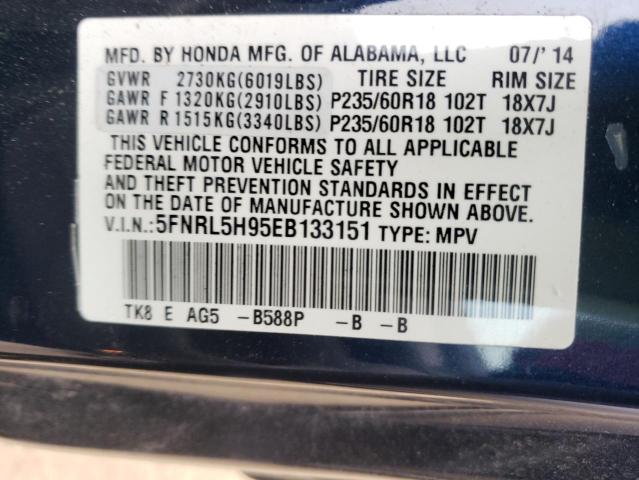 MFD. BY HONDA MFG. OF ALABAMA, LLC 07/'14
GVWR 2730KG(6019LBS) TIRE SIZE RIM SIZE
GAWR F 1320KG(2910LBS) P235/60R18 102T 18X7J
GAWR R 1515KG(3340LBS) P235/60R18 102T 18X7J
THIS VEHICLE CONFORMS TO ALL APPLICABLE
FEDERAL MOTOR VEHICLE SAFETY
AND THEFT PREVENTION STANDARDS IN EFFECT
ON THE DATE OF MANUFACTURE SHOWN ABOVE.
V.I.N.:5FNRL5H95EB133151 TYPE: MPV
TK8 E AG5 -B588P -B -B